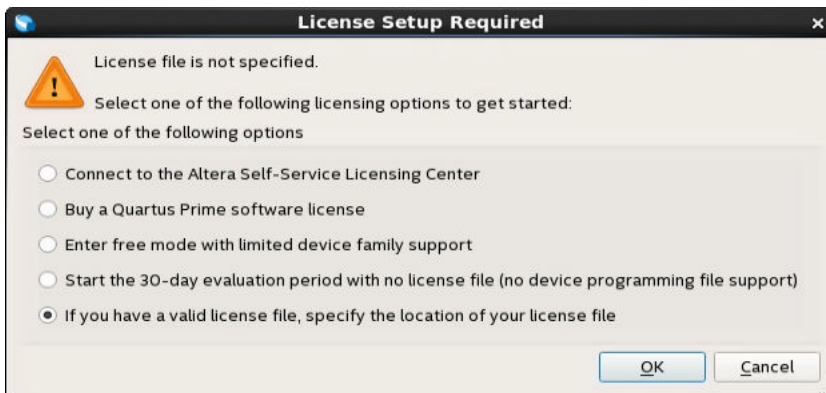 License Setup Required
License file is not specified.
Select one of the following licensing options to get started:
Select one of the following options
Connect to the Altera Self-Service Licensing Center
Buy a Quartus Prime software license
Enter free mode with limited device family support
Start the 30-day evaluation period with no license file (no device programming file support)
If you have a valid license file, specify the location of your license file
OK Cancel